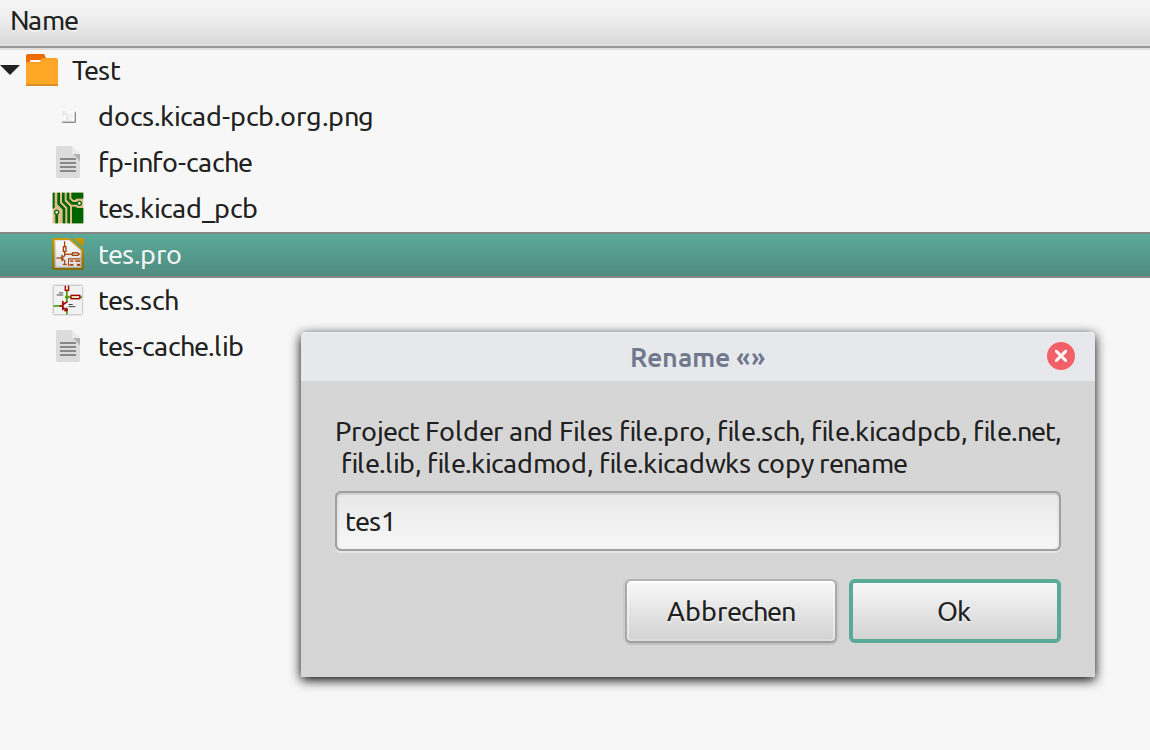 Name
Test
docs.kicad-pcb.org.png
fp-info-cache
tes.kicad_pcb
tes.pro
tes.sch
tes-cache.lib
Rename «»
Project Folder and Files file.pro, file.sch, file.kicadpcb, file.net,
file.lib, file.kicadmod, file.kicadwks copy rename
tes1
Abbrechen
Ok